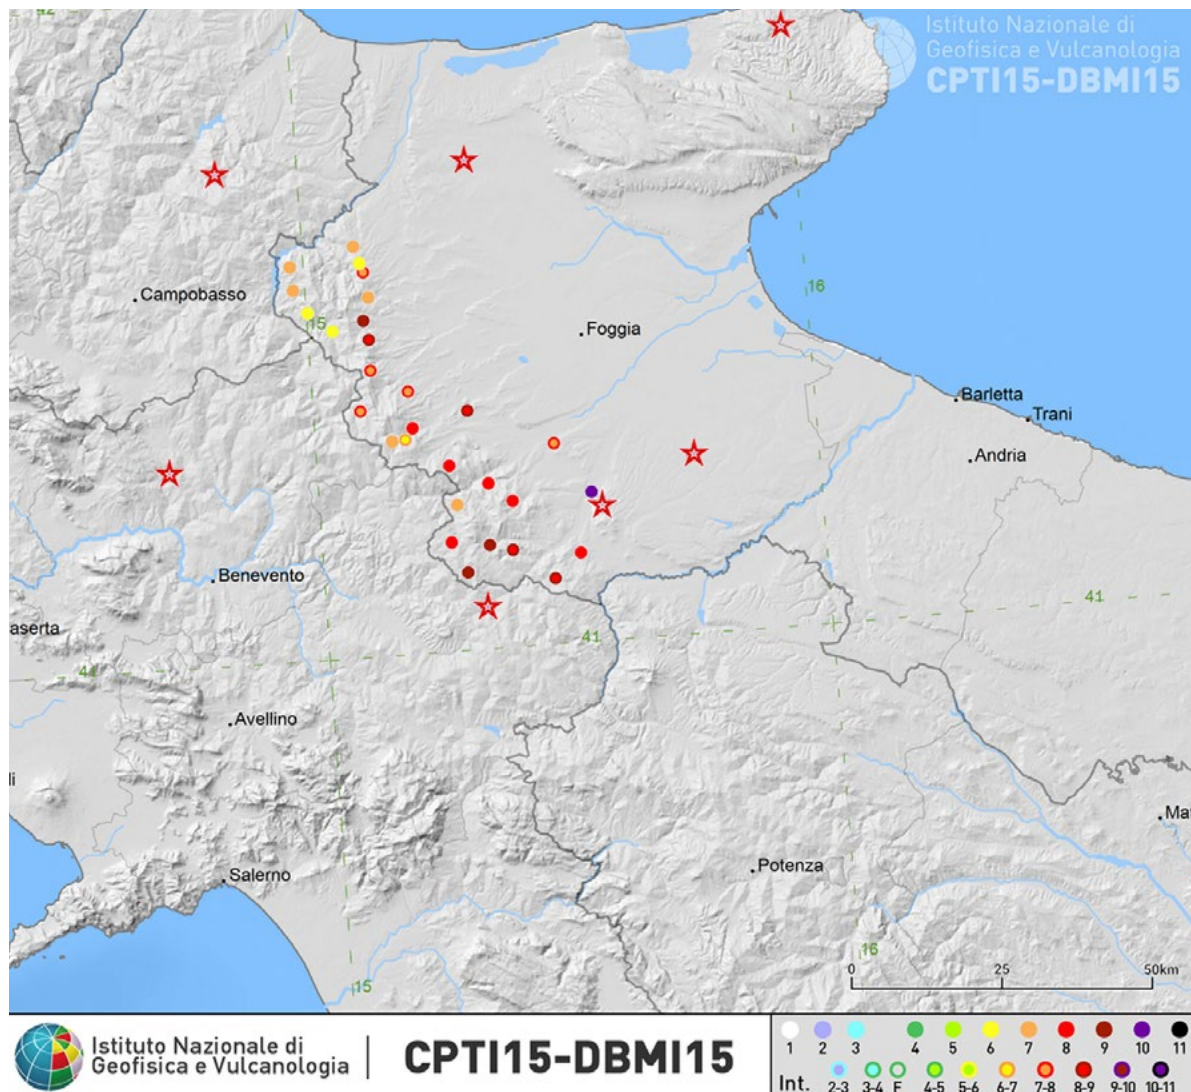 42
Istituto Nazionale di
Geofisica e Vulcanologia
CPTI15-DBMI15
Campobasso
15
16
Foggia
Barletta
Trani
Andria
Benevento
aserta
41
41
41
Avellino
li
Mat
Potenza
Salerno
16
15
0 25 50km
Istituto Nazionale di
Geofisica e Vulcanologia
CPTI15-DBMI15
1 2 3 4 5 6 7 8 9 10 11
Int. 2-3 3-4 F 4-5 5-6 6-7 7-8 8-9 9-10 10-11